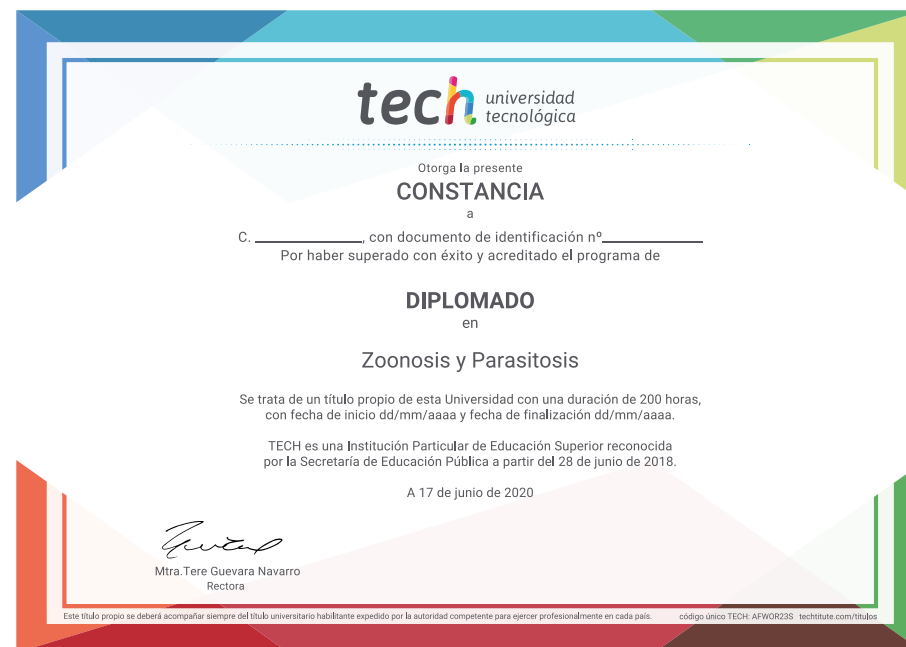 tech universidad
tecnológica
Otorga la presente
CONSTANCIA
a
C. ____________, con documento de identificación nº____________
Por haber superado con éxito y acreditado el programa de
DIPLOMADO
en
Zoonosis y Parasitosis
Se trata de un título propio de esta Universidad con una duración de 200 horas,
con fecha de inicio dd/mm/aaaa y fecha de finalización dd/mm/aaaa.
TECH es una Institución Particular de Educación Superior reconocida
por la Secretaría de Educación Pública a partir del 28 de junio de 2018.
A 17 de junio de 2020
Mtra.Tere Guevara Navarro
Rectora
Este título propio se deberá acompañar siempre del título universitario habilitante expedido por la autoridad competente para ejercer profesionalmente en cada país. código único TECH: AFWOR23S techtitute.com/titulos